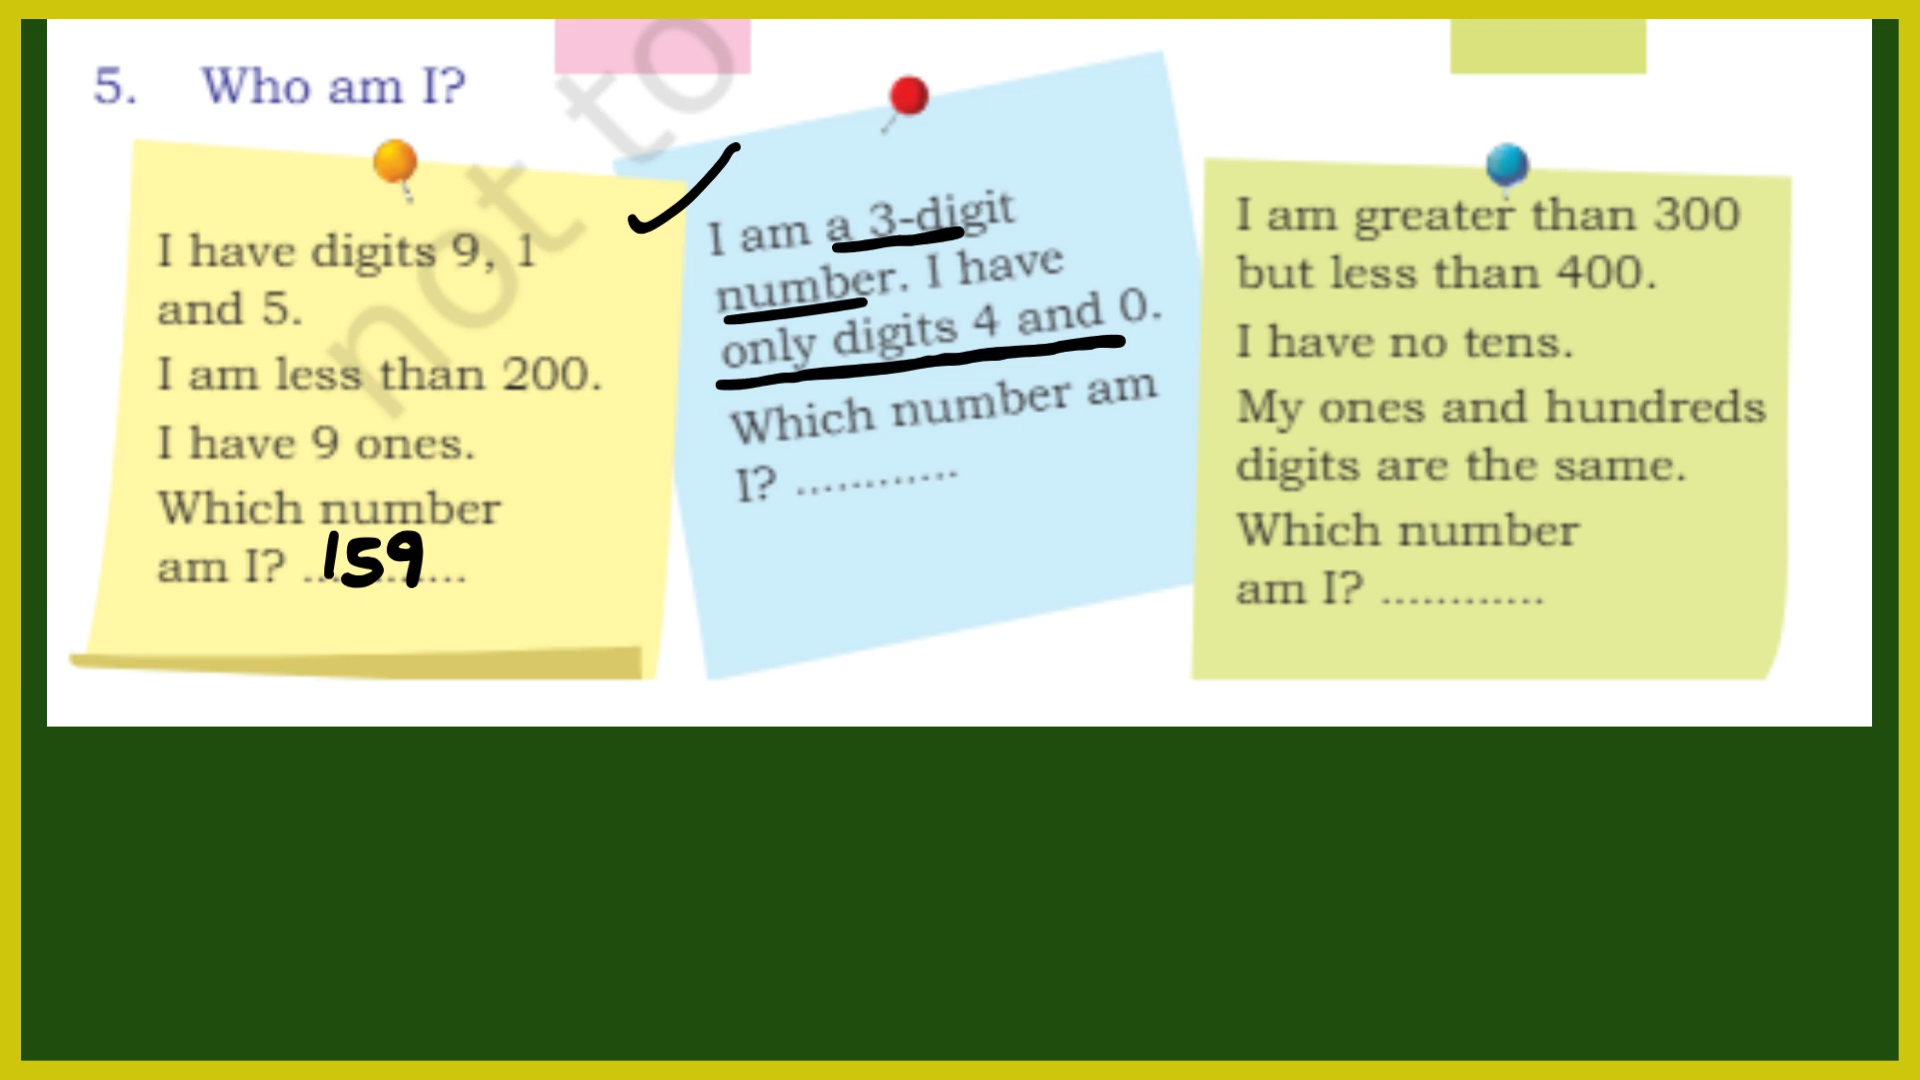 5. Who am I?
I have digits 9, 1
and 5.
I am less than 200.
I have 9 ones.
Which number
am I? ............
159
I am a 3-digit
number. I have
only digits 4 and 0.
Which number am
I? ............
I am greater than 300
but less than 400.
I have no tens.
My ones and hundreds
digits are the same.
Which number
am I? ............
not to